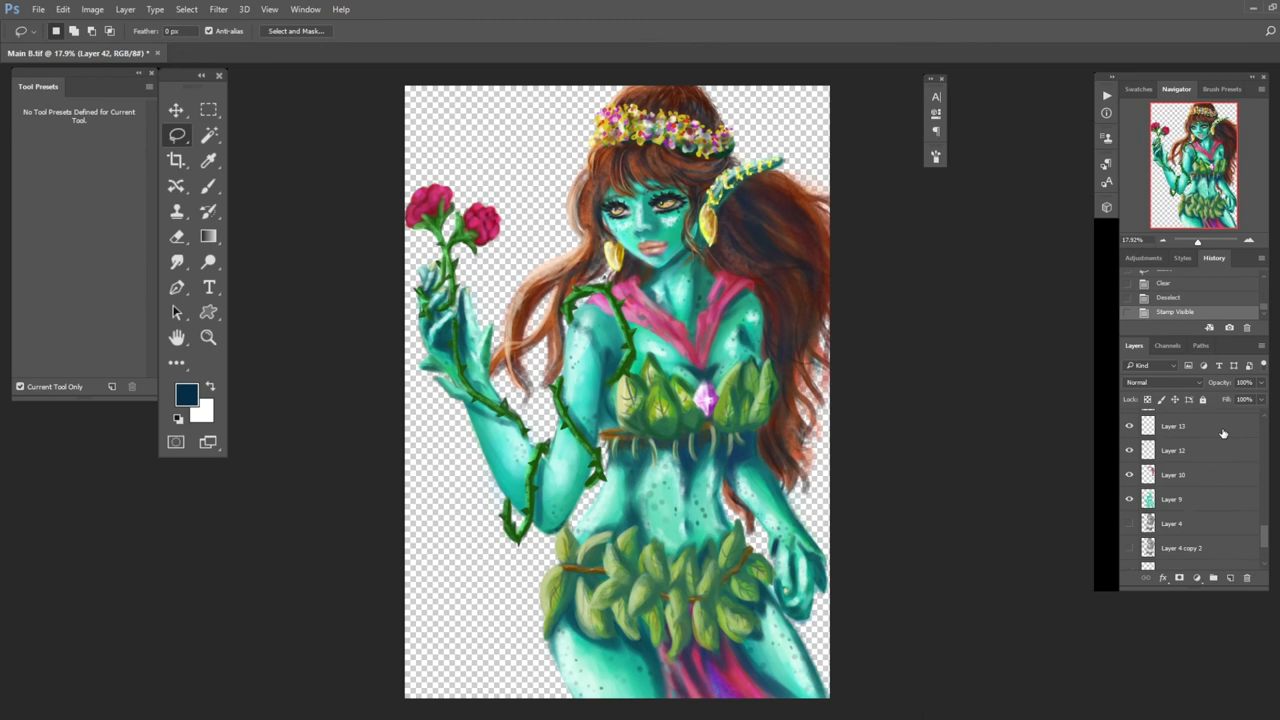 Ps File Edit Image Layer Type Select Filter 3D View Window Help
Feather: 0 px Anti-alias Select and Mask...
Main B.tif @ 17.9% (Layer 42, RGB/8#) * ×
Tool Presets
No Tool Presets Defined for Current
Tool.
Current Tool Only
Swatches Navigator Brush Presets
17.92%
Adjustments Styles History
Clear
Deselect
Stamp Visible
Layers Channels Paths
Kind
Normal Opacity: 100%
Lock: Fill: 100%
Layer 13
Layer 12
Layer 10
Layer 9
Layer 4
Layer 4 copy 2
fx